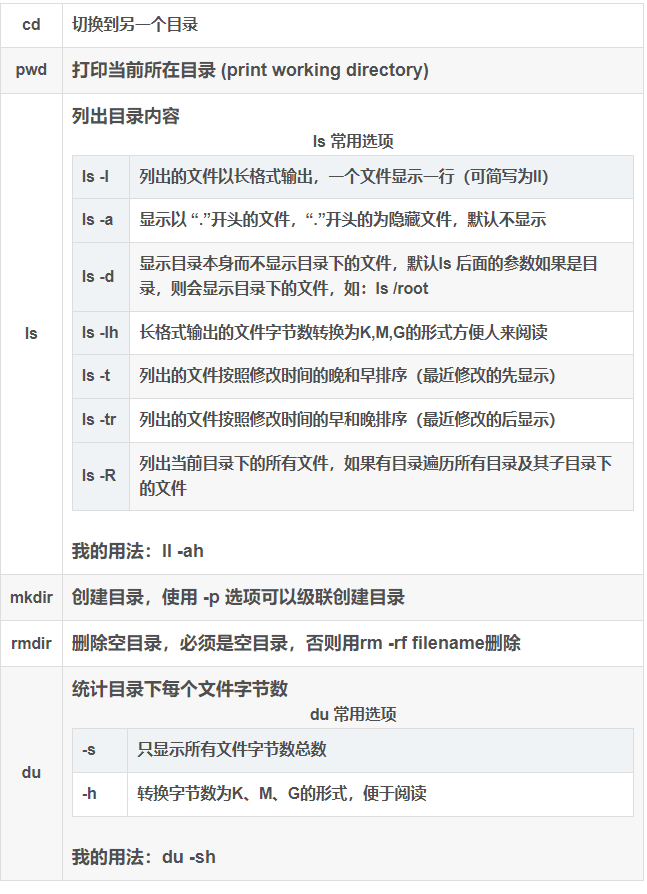 cd 切换到另一个目录
pwd 打印当前所在目录 (print working directory)
ls
列出目录内容
ls 常用选项
ls -l 列出的文件以长格式输出，一个文件显示一行（可简写为ll）
ls -a 显示以 “.”开头的文件，“.”开头的为隐藏文件，默认不显示
ls -d 显示目录本身而不显示目录下的文件，默认ls 后面的参数如果是目
录，则会显示目录下的文件，如：ls /root
ls -lh 长格式输出的文件字节数转换为K,M,G的形式方便人来阅读
ls -t 列出的文件按照修改时间的晚和早排序（最近修改的先显示）
ls -tr 列出的文件按照修改时间的早和晚排序（最近修改的后显示）
ls -R 列出当前目录下的所有文件，如果有目录遍历所有目录及其子目录下
的文件
我的用法：ll -ah
mkdir 创建目录，使用 -p 选项可以级联创建目录
rmdir 删除空目录，必须是空目录，否则用rm -rf filename删除
du
统计目录下每个文件字节数
du 常用选项
-s 只显示所有文件字节数总数
-h 转换字节数为K、M、G的形式，便于阅读
我的用法：du -sh